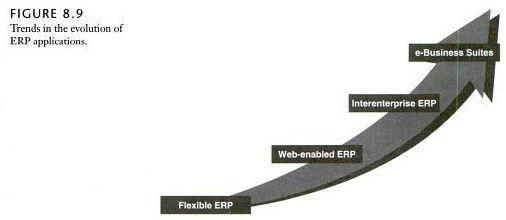 FIGURE 8.9
Trends in the evolution of
ERP applications.
e-Business Suites
Interenterprise ERP
Web-enabled ERP
Flexible ERP